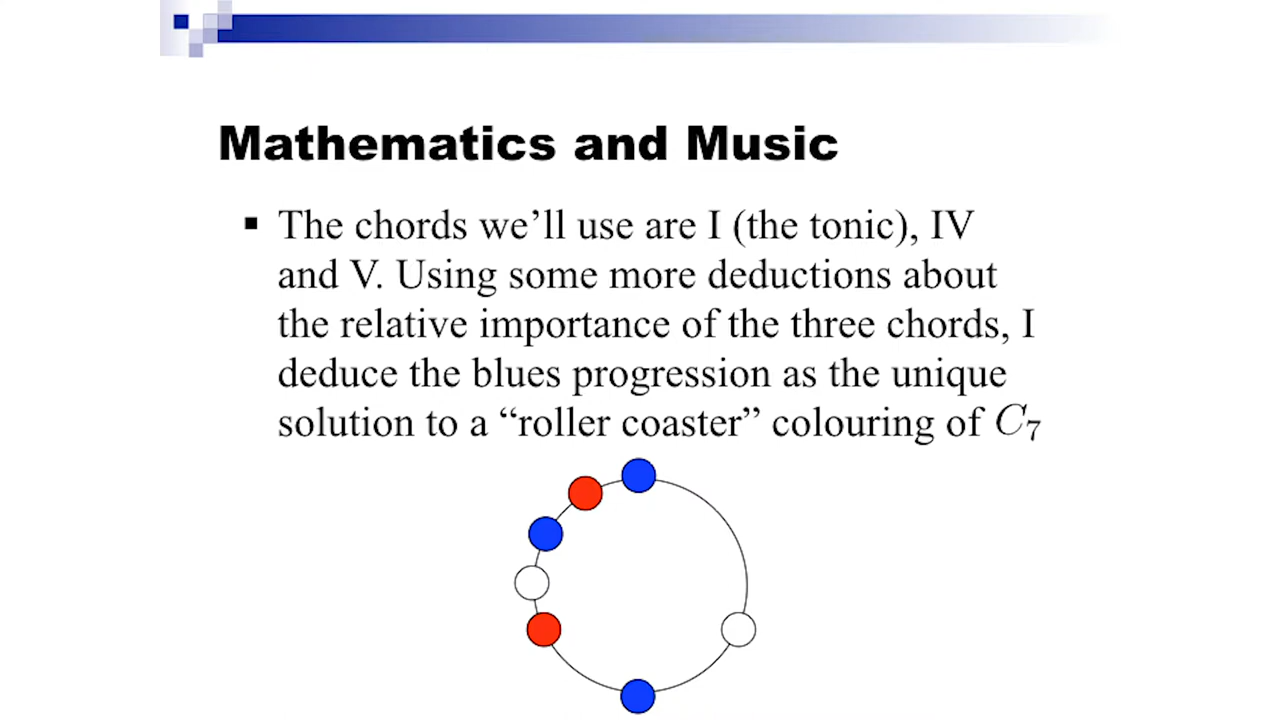 Mathematics and Music
▪ The chords we’ll use are I (the tonic), IV
and V. Using some more deductions about
the relative importance of the three chords, I
deduce the blues progression as the unique
solution to a “roller coaster” colouring of C₇